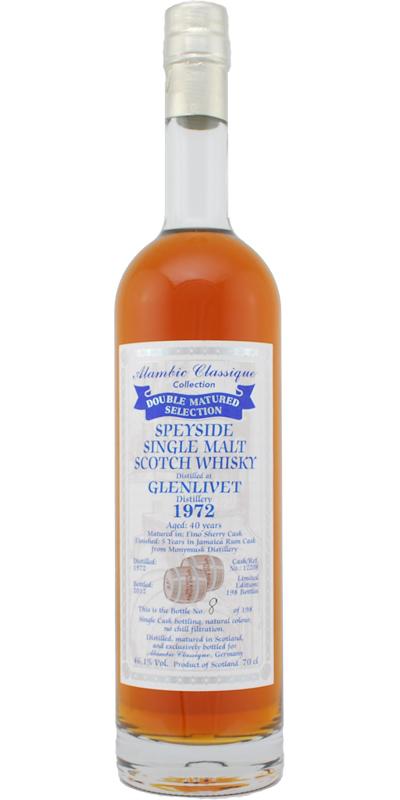 Alambic Classique
Collection
DOUBLE MATURED
SELECTION
SPEYSIDE
SINGLE MALT
SCOTCH WHISKY
Distilled at
GLENLIVET
Distillery
1972
Aged: 40 years
Matured in: Fino Sherry Cask
Finished: 5 Years in Jamaica Rum Cask
from Monymusk Distillery
Distilled: Cask/Ref.
1972 No.:
Bottled: Limited
2012 Edition:
198 Bottles
This is the Bottle No. 8 of 198
Single Cask bottling, natural colour,
no chill filtration.
Distilled, matured in Scotland,
and exclusively bottled for
Alambic Classique, Germany
46.1% Vol. Product of Scotland 70 cl